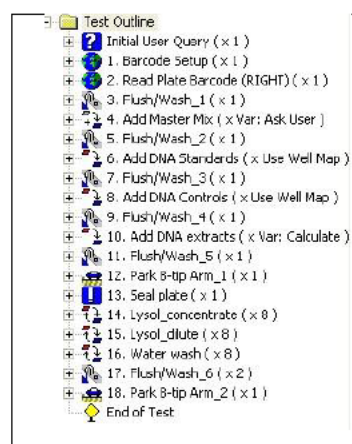 Test Outline
Initial User Query ( x 1 )
1. Barcode Setup ( x 1 )
2. Read Plate Barcode (RIGHT) ( x 1 )
3. Flush/Wash_1 ( x 1 )
4. Add Master Mix ( x Var: Ask User )
5. Flush/Wash_2 ( x 1 )
6. Add DNA Standards ( x Use Well Map )
7. Flush/Wash_3 ( x 1 )
8. Add DNA Controls ( x Use Well Map )
9. Flush/Wash_4 ( x 1 )
10. Add DNA extracts ( x Var: Calculate )
11. Flush/Wash_5 ( x 1 )
12. Park 8-tip Arm_1 ( x 1 )
13. Seal plate ( x 1 )
14. Lysol_concentrate ( x 8 )
15. Lysol_dilute ( x 8 )
16. Water wash ( x 8 )
17. Flush/Wash_6 ( x 2 )
18. Park 8-tip Arm_2 ( x 1 )
End of Test